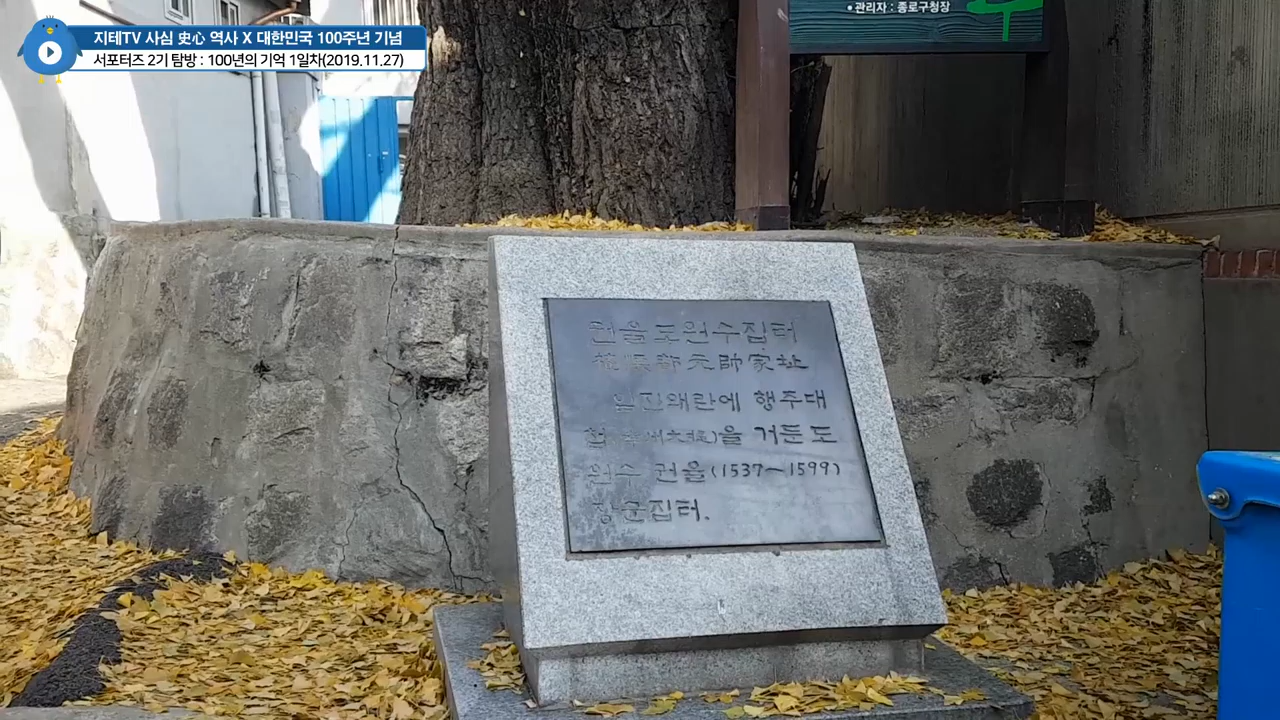 지테TV 사심 史心 역사 X 대한민국 100주년 기념
서포터즈 2기 탐방 : 100년의 기억 1일차(2019.11.27)
• 관리자 : 종로구청장
권율도원수집터
權慄都元帥家址
임진왜란에 행주대
첩(幸州大捷)을 거둔 도
원수 권율(1537~1599)
장군집터.